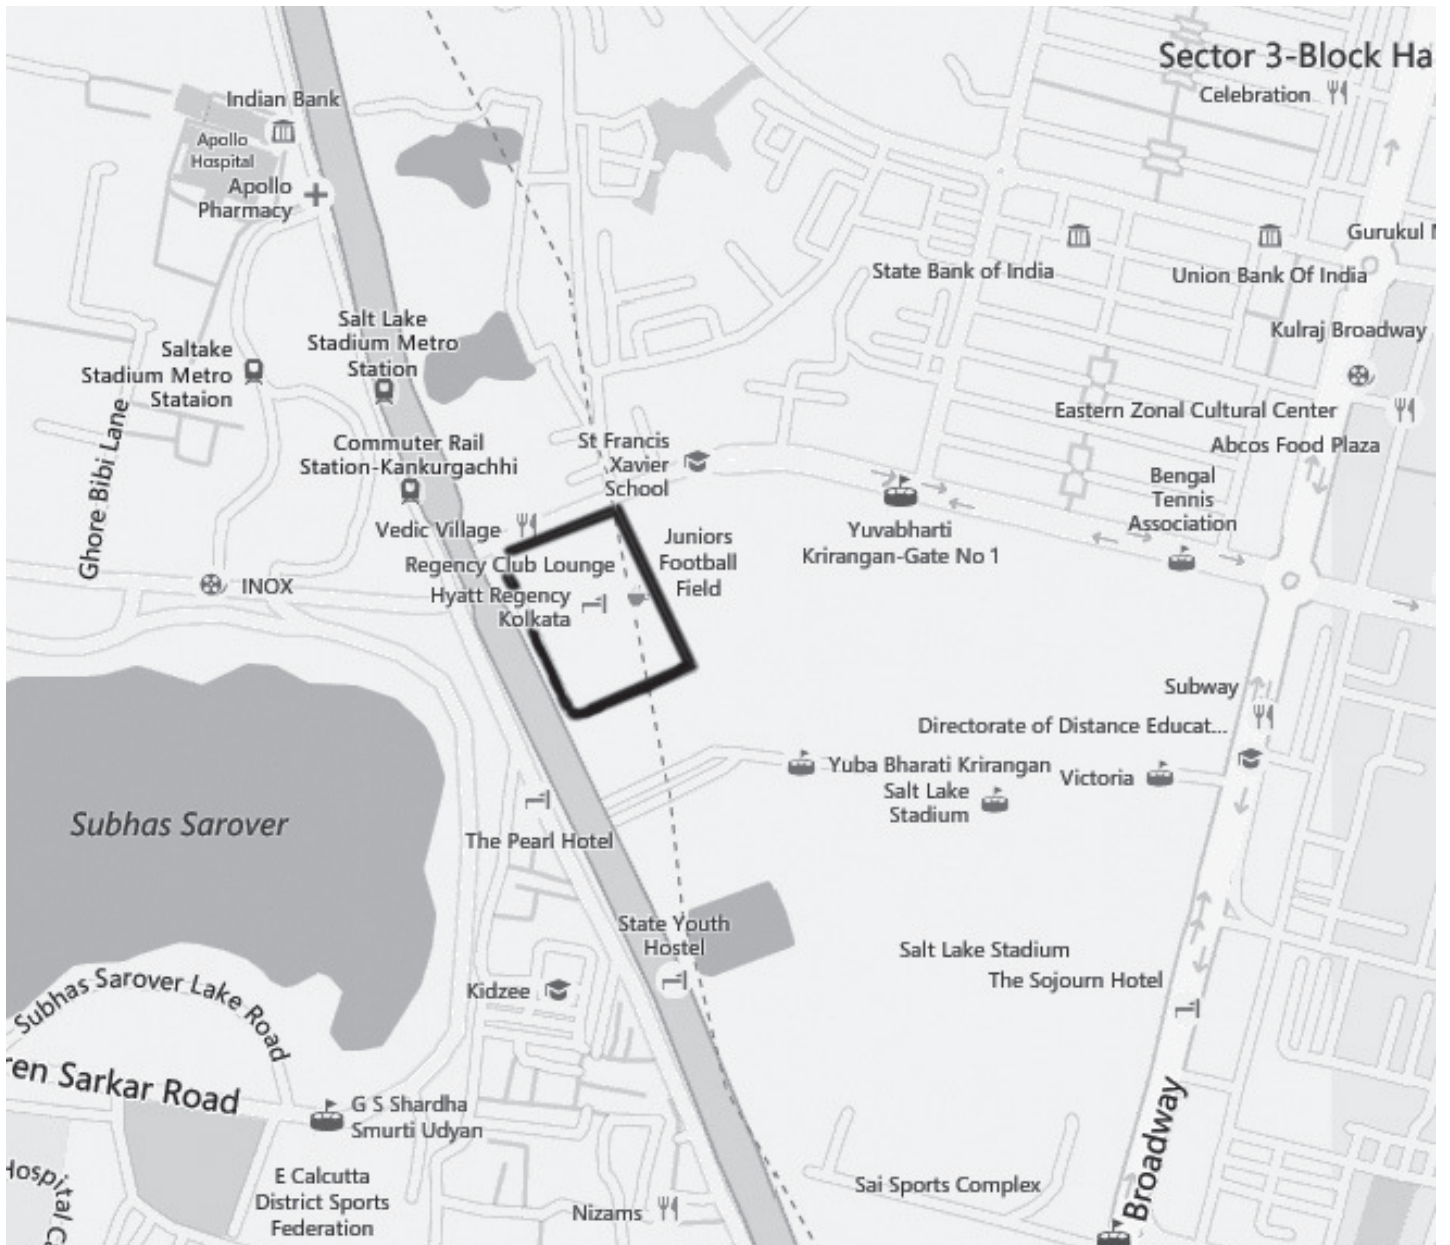 Sector 3-Block Ha
Celebration
Indian Bank
Apollo
Hospital
Apollo
Pharmacy
Gurukul
State Bank of India
Union Bank Of India
Salt Lake
Stadium Metro
Station
Kulraj Broadway
Saltake
Stadium Metro
Stataion
Ghore Bibi Lane
Eastern Zonal Cultural Center
Abcos Food Plaza
Commuter Rail
Station-Kankurgachhi
St Francis
Xavier
School
Bengal
Tennis
Association
Vedic Village
Yuvabharti
Krirangan-Gate No 1
Juniors
Football
Field
Regency Club Lounge
INOX
Hyatt Regency
Kolkata
Subway
Directorate of Distance Educat...
Yuba Bharati Krirangan
Victoria
Salt Lake
Stadium
Subhas Sarover
The Pearl Hotel
State Youth
Hostel
Salt Lake Stadium
The Sojourn Hotel
Kidzee
Subhas Sarover Lake Road
ren Sarkar Road
G S Shardha
Smurti Udyan
Broadway
Hospital
E Calcutta
District Sports
Federation
Sai Sports Complex
Nizams